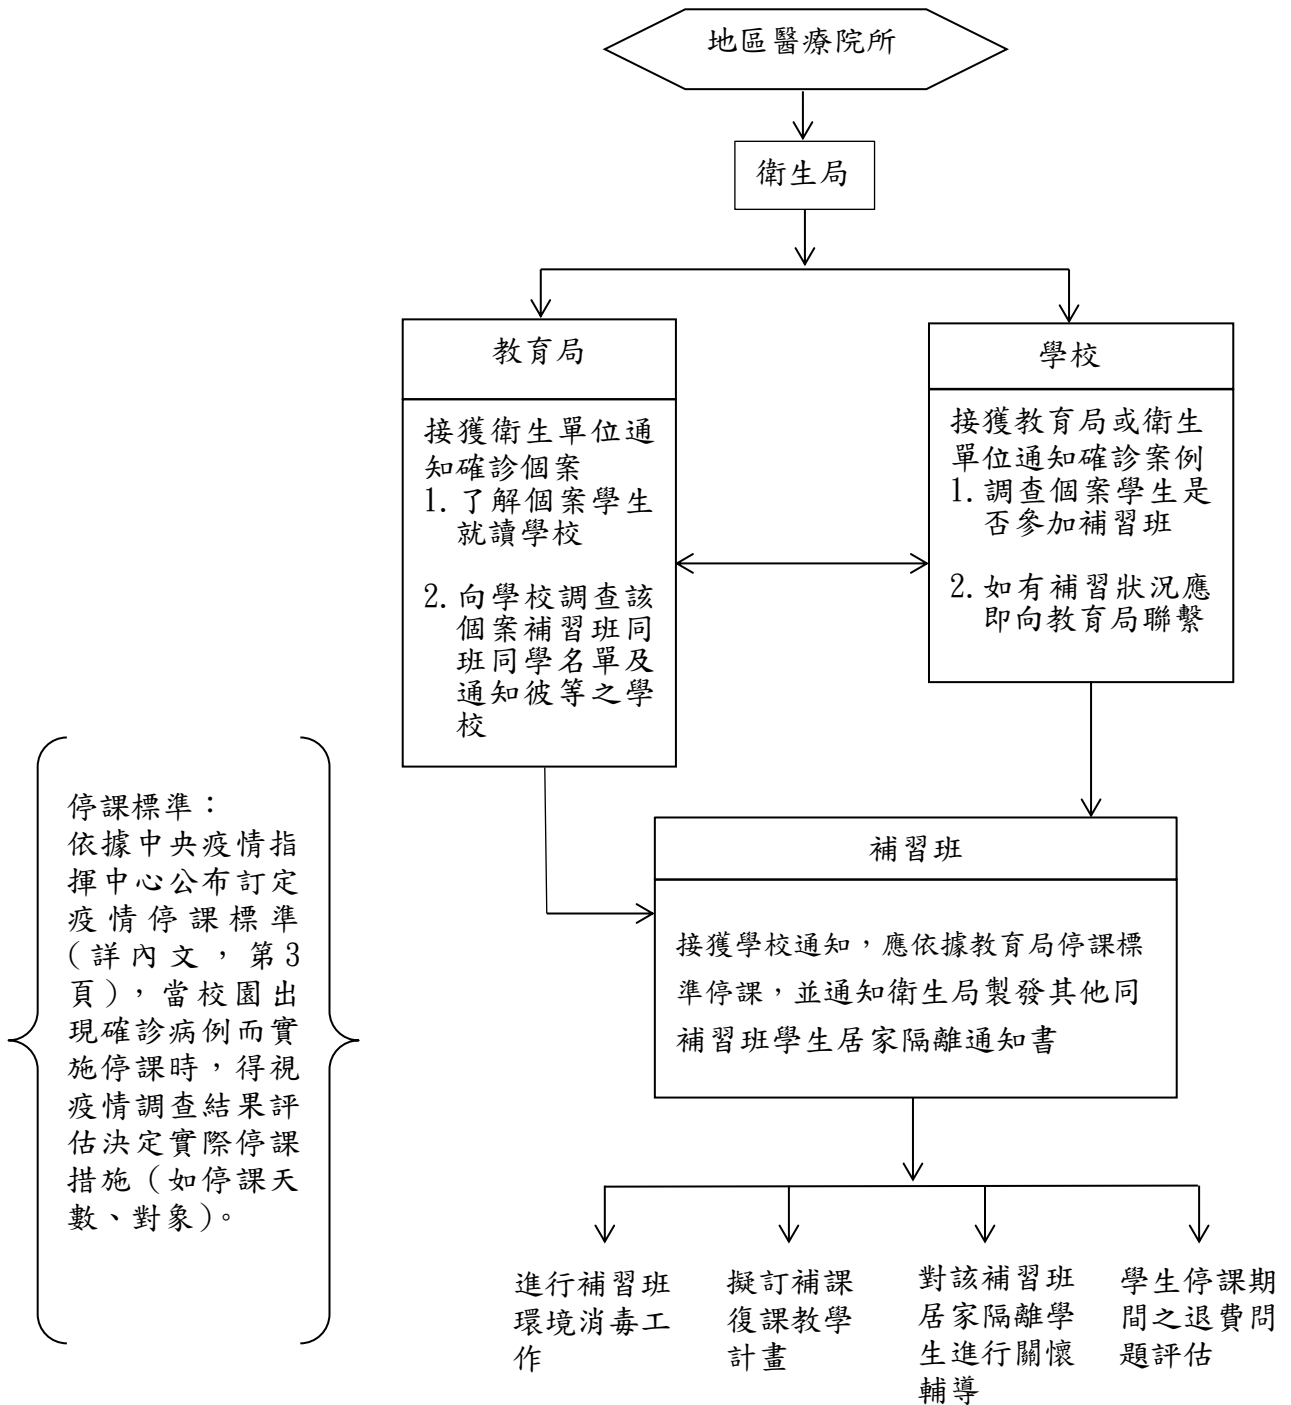 地區醫療院所
衛生局
教育局
接獲衛生單位通
知確診個案
1. 了解個案學生
就讀學校
2. 向學校調查該
個案補習班同
班同學名單及
通知彼等之學
校
學校
接獲教育局或衛生
單位通知確診案例
1. 調查個案學生是
否參加補習班
2. 如有補習狀況應
即向教育局聯繫
停課標準：
依據中央疫情指
揮中心公布訂定
疫情停課標準
(詳內文，第3
頁)，當校園出
現確診病例而實
施停課時，得視
疫情調查結果評
估決定實際停課
措施（如停課天
數、對象）。
補習班
接獲學校通知，應依據教育局停課標
準停課，並通知衛生局製發其他同
補習班學生居家隔離通知書
進行補習班
環境消毒工
作
擬訂補課
復課教學
計畫
對該補習班
居家隔離學
生進行關懷
輔導
學生停課期
間之退費問
題評估